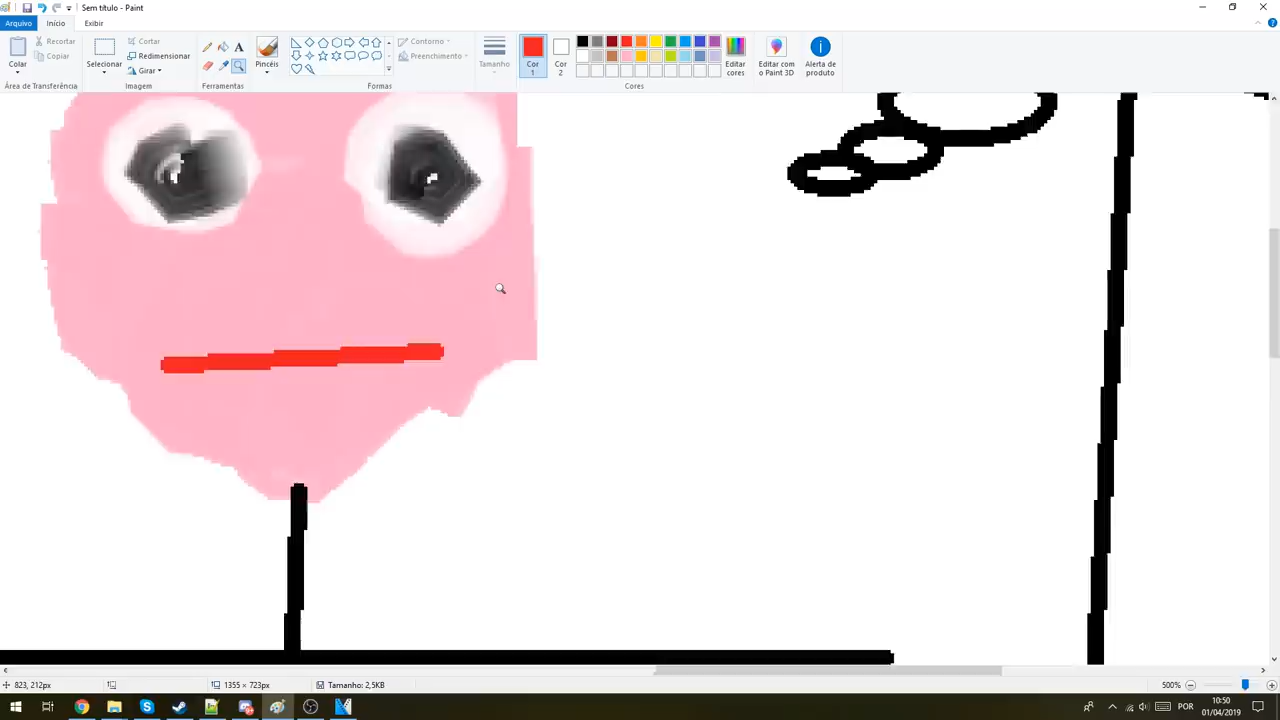 Sem título - Paint
Arquivo Início Exibir
Colar
Recortar
Copiar
Área de Transferência
Selecionar
Cortar
Redimensionar
Girar
Imagem
A
Ferramentas
Pincéis
Contorno
Preenchimento
Formas
Tamanho
Cor 1
Cor 2
Editar cores
Cores
Editar com o Paint 3D
Alerta de produto
823, 212px
1355 × 723px
Tamanho: 2,5KB
500%
POR
10:50
01/04/2019